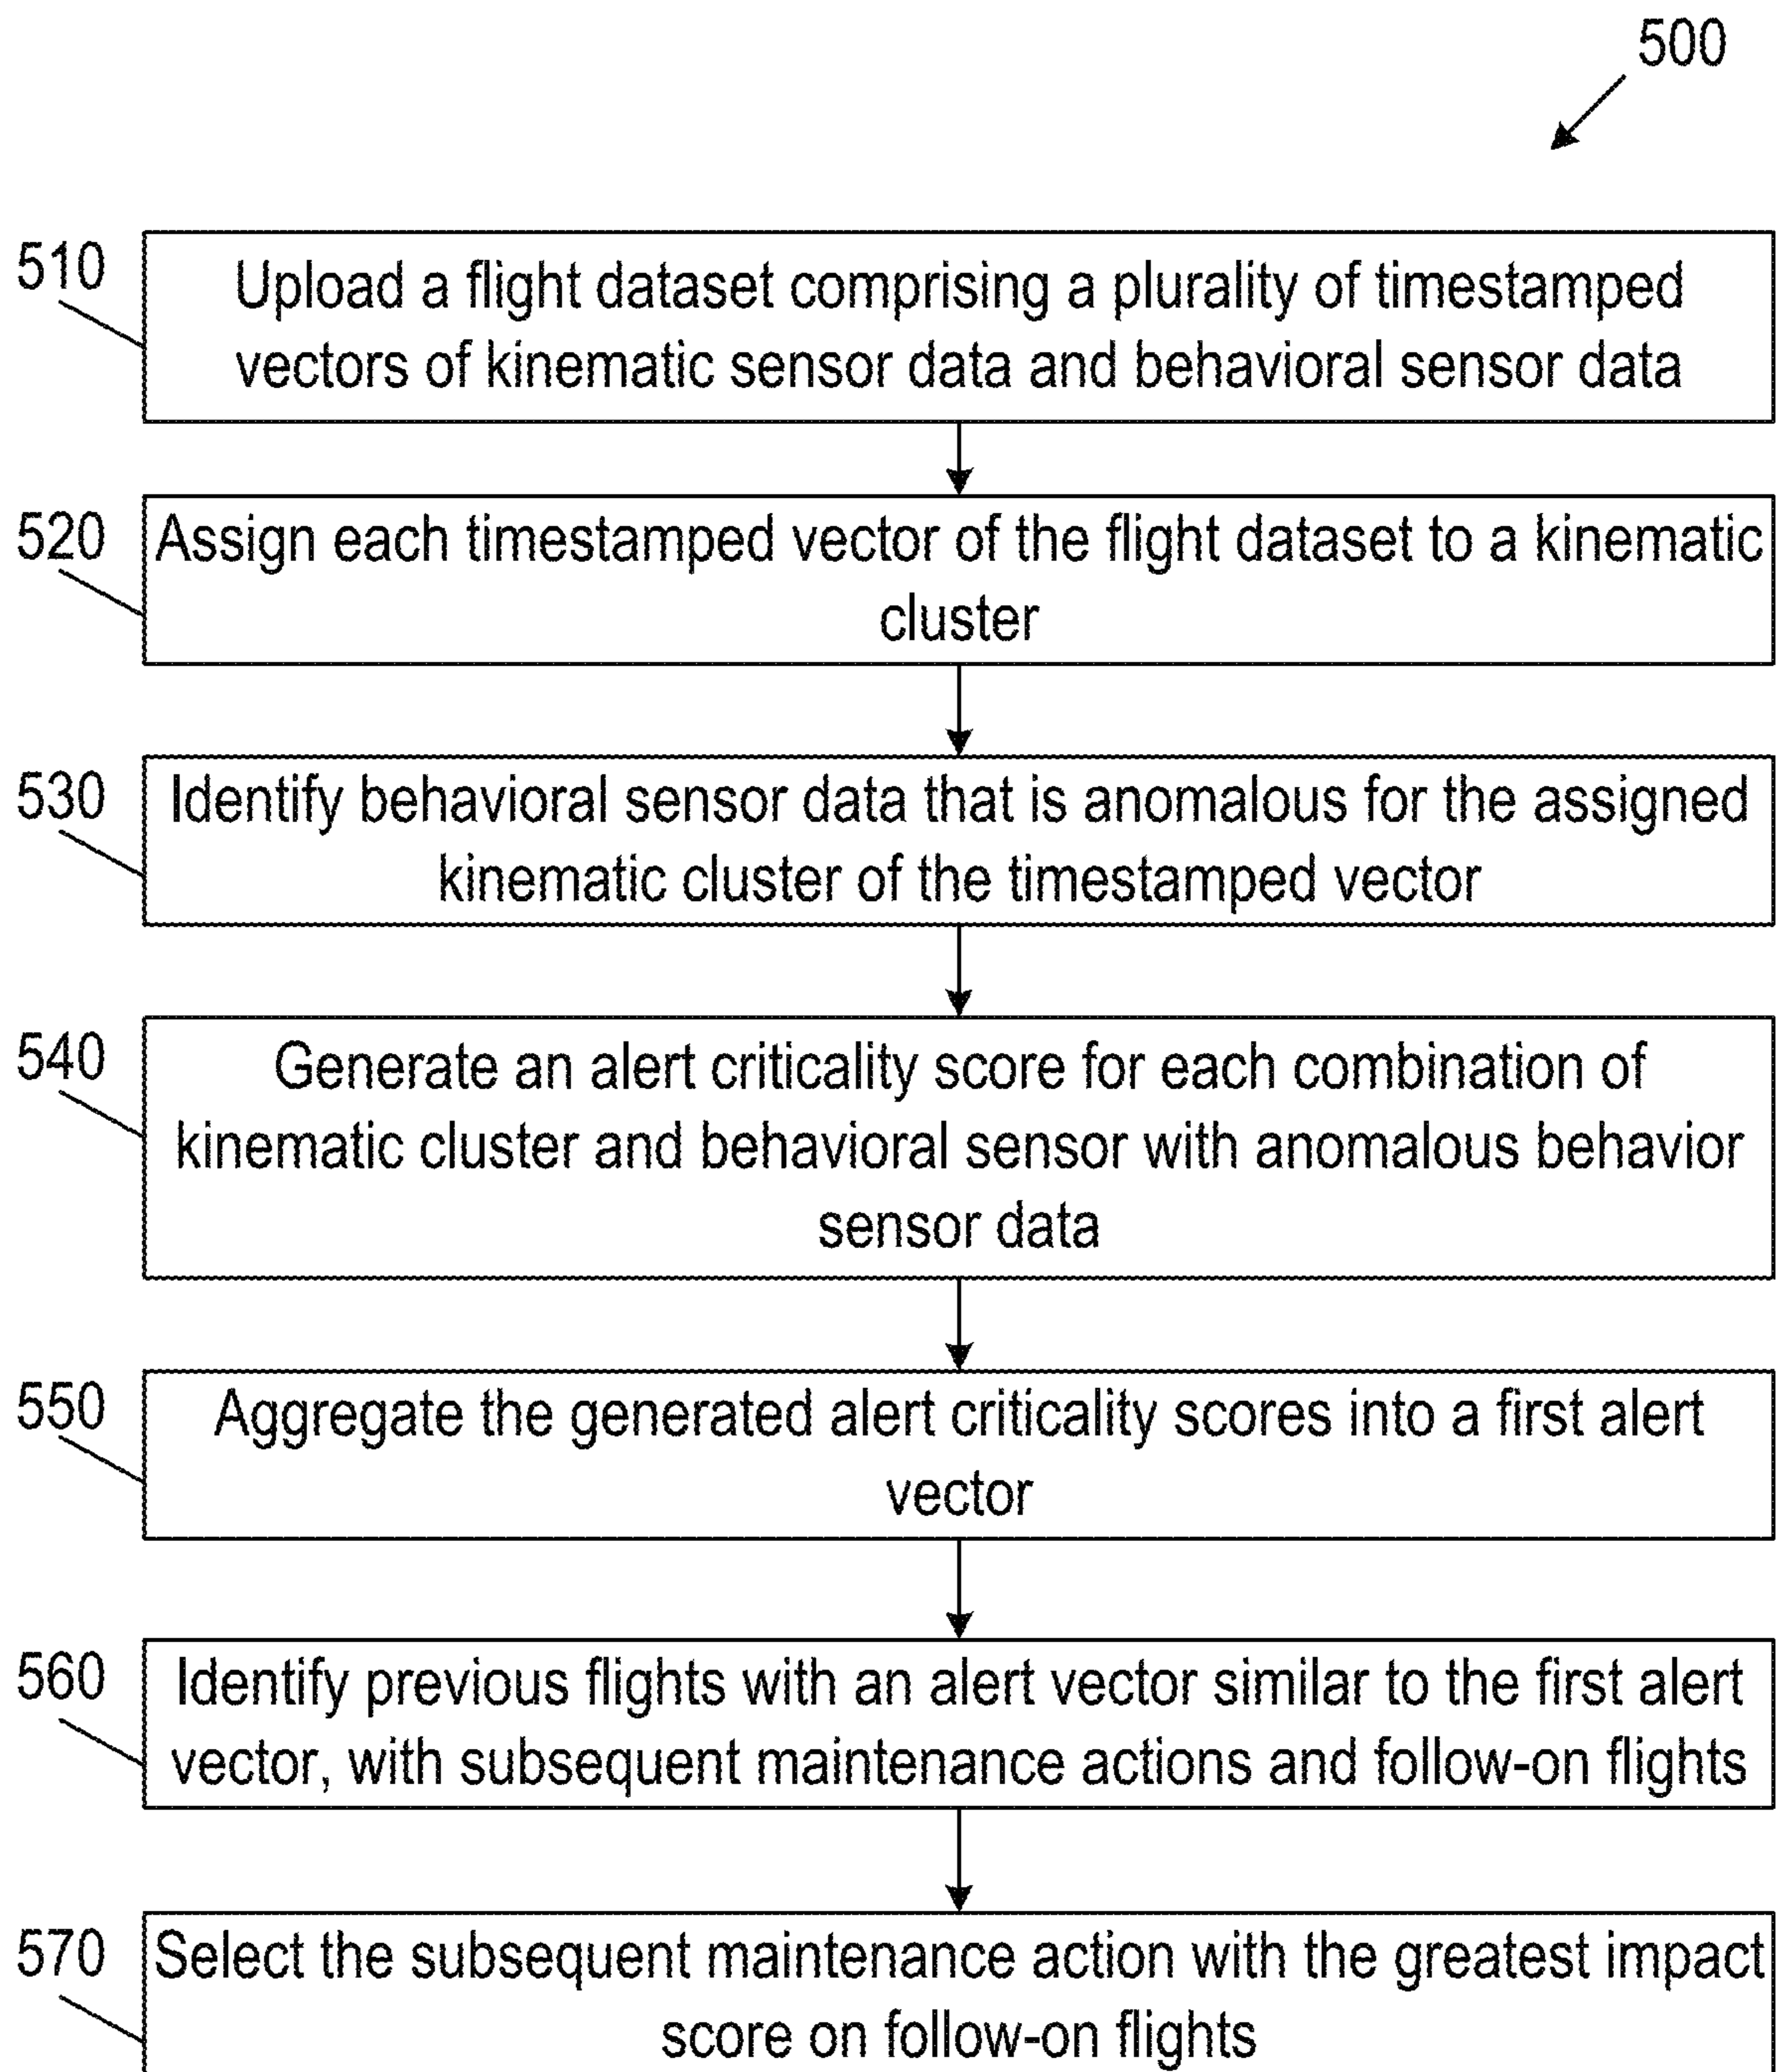 500
510
Upload a flight dataset comprising a plurality of timestamped
vectors of kinematic sensor data and behavioral sensor data
520
Assign each timestamped vector of the flight dataset to a kinematic
cluster
530
Identify behavioral sensor data that is anomalous for the assigned
kinematic cluster of the timestamped vector
540
Generate an alert criticality score for each combination of
kinematic cluster and behavioral sensor with anomalous behavior
sensor data
550
Aggregate the generated alert criticality scores into a first alert
vector
560
Identify previous flights with an alert vector similar to the first alert
vector, with subsequent maintenance actions and follow-on flights
570
Select the subsequent maintenance action with the greatest impact
score on follow-on flights